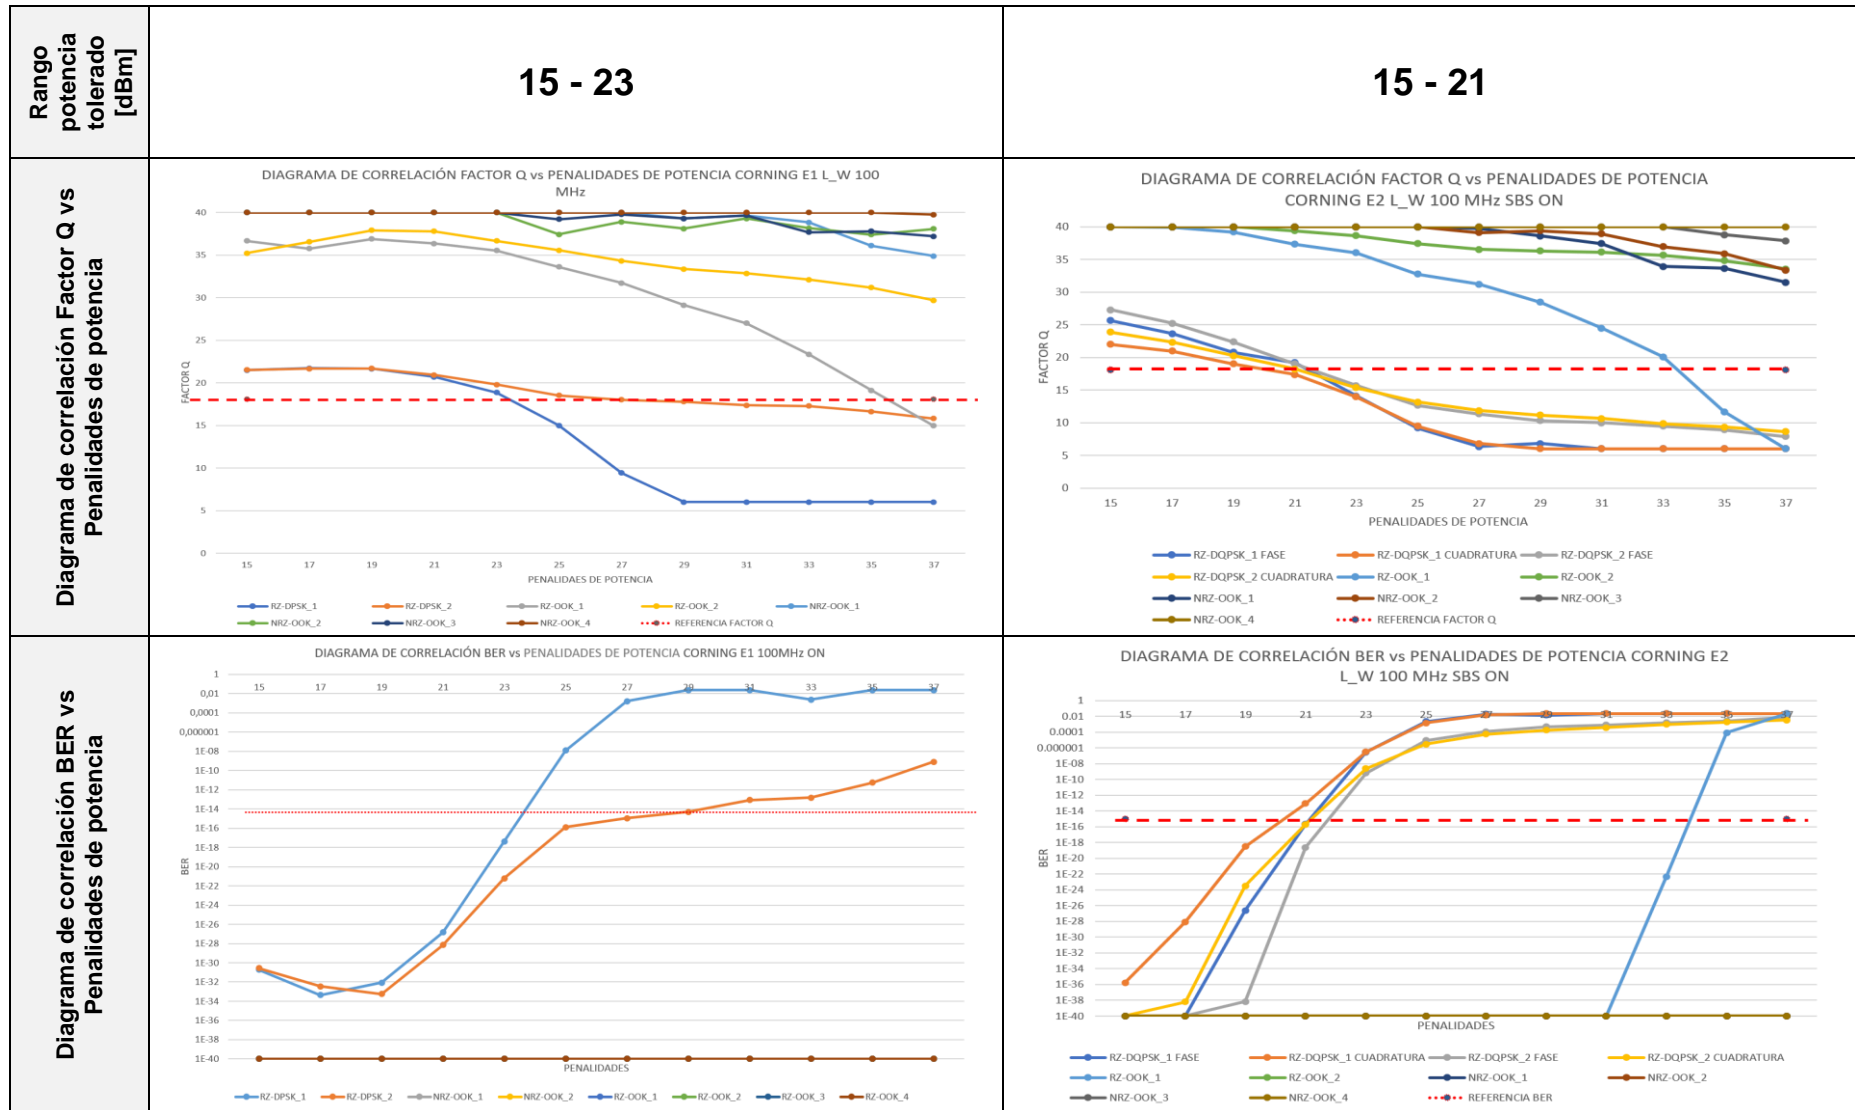 Rango
potencia
tolerado
[dBm]
15 - 23
15 - 21
Diagrama de correlación Factor Q vs
Penalidades de potencia
DIAGRAMA DE CORRELACIÓN FACTOR Q vs PENALIDADES DE POTENCIA CORNING E1 L_W 100
MHz
FACTOR Q
40
35
30
25
20
15
10
5
0
15 17 19 21 23 25 27 29 31 33 35 37
PENALIDAES DE POTENCIA
RZ-DPSK_1 RZ-DPSK_2 RZ-OOK_1 RZ-OOK_2 NRZ-OOK_1
NRZ-OOK_2 NRZ-OOK_3 NRZ-OOK_4 REFERENCIA FACTOR Q
DIAGRAMA DE CORRELACIÓN FACTOR Q vs PENALIDADES DE POTENCIA
CORNING E2 L_W 100 MHz SBS ON
FACTOR Q
40
35
30
25
20
15
10
5
0
15 17 19 21 23 25 27 29 31 33 35 37
PENALIDADES DE POTENCIA
RZ-DQPSK_1 FASE RZ-DQPSK_1 CUADRATURA RZ-DQPSK_2 FASE
RZ-DQPSK_2 CUADRATURA RZ-OOK_1 RZ-OOK_2
NRZ-OOK_1 NRZ-OOK_2 NRZ-OOK_3
NRZ-OOK_4 REFERENCIA FACTOR Q
Diagrama de correlación BER vs
Penalidades de potencia
DIAGRAMA DE CORRELACIÓN BER vs PENALIDADES DE POTENCIA CORNING E1 100MHz ON
BER
1
0,01
0,0001
0,000001
1E-08
1E-10
1E-12
1E-14
1E-16
1E-18
1E-20
1E-22
1E-24
1E-26
1E-28
1E-30
1E-32
1E-34
1E-36
1E-38
1E-40
15 17 19 21 23 25 27 29 31 33 35 37
PENALIDADES
RZ-DPSK_1 RZ-DPSK_2 NRZ-OOK_1 NRZ-OOK_2 RZ-OOK_1 RZ-OOK_2 RZ-OOK_3 RZ-OOK_4
DIAGRAMA DE CORRELACIÓN BER vs PENALIDADES DE POTENCIA CORNING E2
L_W 100 MHz SBS ON
BER
1
0.01
0.0001
0.000001
1E-08
1E-10
1E-12
1E-14
1E-16
1E-18
1E-20
1E-22
1E-24
1E-26
1E-28
1E-30
1E-32
1E-34
1E-36
1E-38
1E-40
15 17 19 21 23 25 27 29 31 33 35 37
PENALIDADES
RZ-DQPSK_1 FASE RZ-DQPSK_1 CUADRATURA RZ-DQPSK_2 FASE RZ-DQPSK_2 CUADRATURA
RZ-OOK_1 RZ-OOK_2 NRZ-OOK_1 NRZ-OOK_2
NRZ-OOK_3 NRZ-OOK_4 REFERENCIA BER